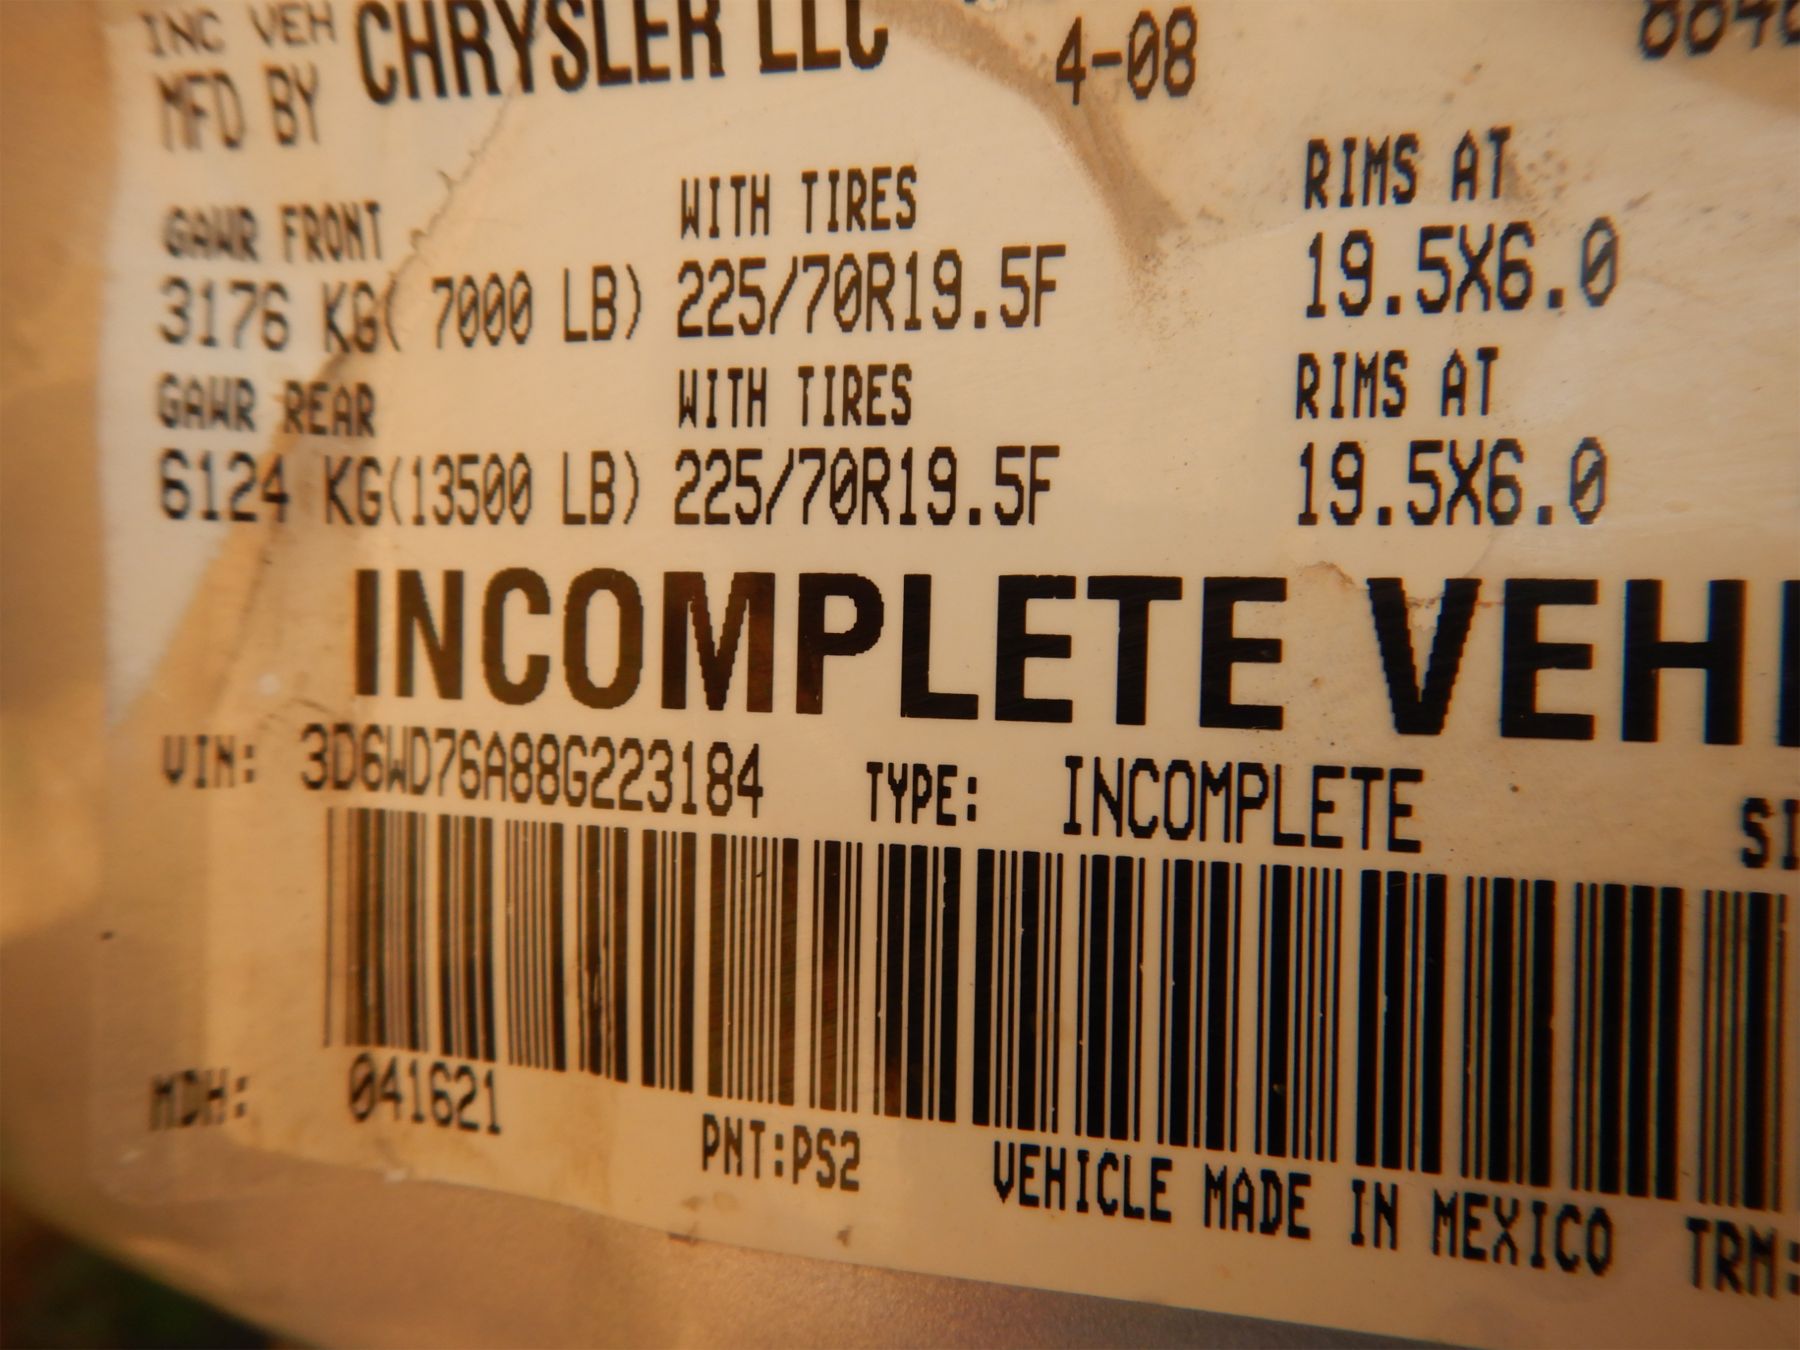 INC VEH
MFD BY CHRYSLER LLC 4-08
GAWR FRONT WITH TIRES RIMS AT
3176 KG( 7000 LB) 225/70R19.5F 19.5X6.0
GAWR REAR WITH TIRES RIMS AT
6124 KG(13500 LB) 225/70R19.5F 19.5X6.0
INCOMPLETE VEHI
VIN: 3D6WD76A88G223184 TYPE: INCOMPLETE SI
MDH: 041621 PNT:PS2 VEHICLE MADE IN MEXICO TRM: